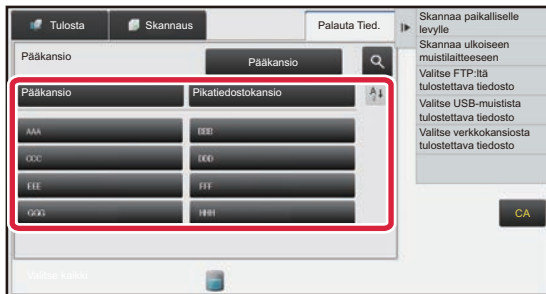 Tulosta
Skannaus
Palauta Tied.
Pääkansio
Pääkansio
Pääkansio
Pikatiedostokansio
AAA
BBB
CCC
DDD
EEE
FFF
GGG
HHH
Valitse kaikki
Skannaa paikalliselle
levylle
Skannaa ulkoiseen
muistilaitteeseen
Valitse FTP:ltä
tulostettava tiedosto
Valitse USB-muistista
tulostettava tiedosto
Valitse verkkokansiosta
tulostettava tiedosto
CA